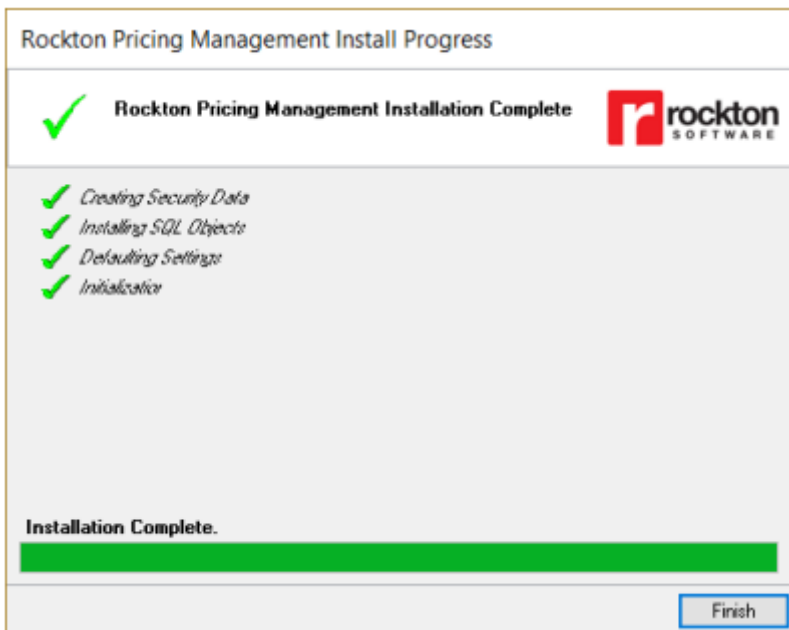 Rockton Pricing Management Install Progress
Rockton Pricing Management Installation Complete
r rockton
SOFTWARE
Creating Security Data
Installing SQL Objects
Defaulting Settings
Initialization
Installation Complete.
Finish